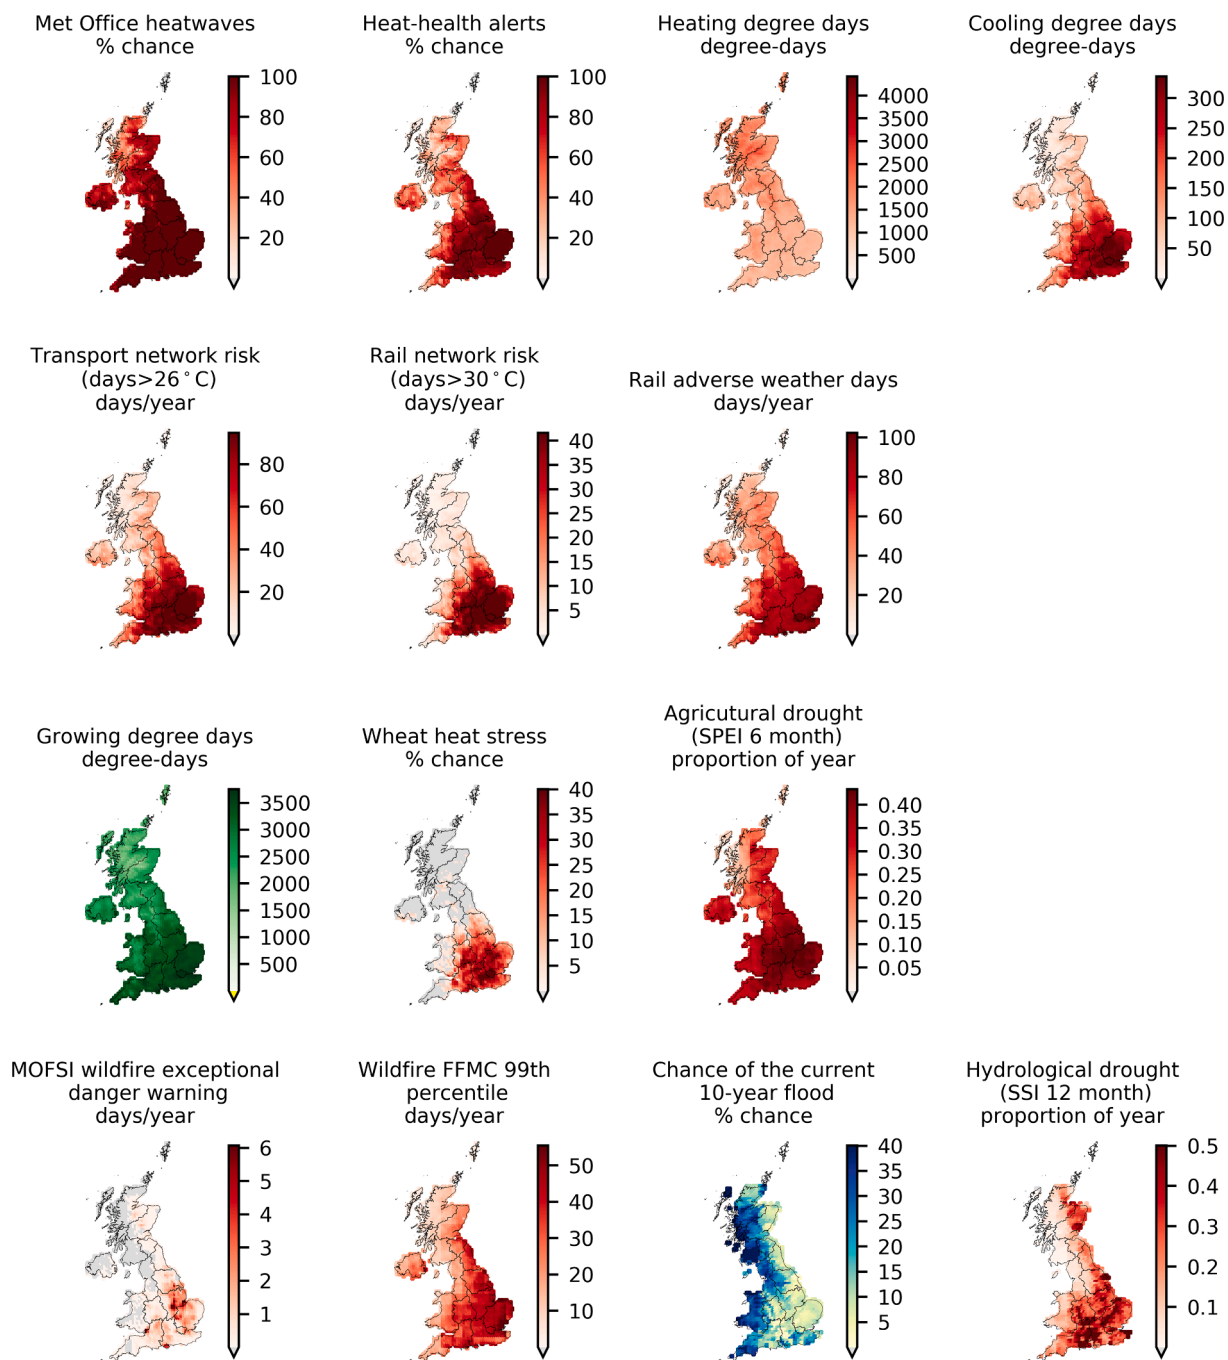 Met Office heatwaves
% chance
100
80
60
40
20
Heat-health alerts
% chance
100
80
60
40
20
Heating degree days
degree-days
4000
3500
3000
2500
2000
1500
1000
500
Cooling degree days
degree-days
300
250
200
150
100
50
Transport network risk
(days>26°C)
days/year
80
60
40
20
Rail network risk
(days>30°C)
days/year
40
35
30
25
20
15
10
5
Rail adverse weather days
days/year
100
80
60
40
20
Growing degree days
degree-days
3500
3000
2500
2000
1500
1000
500
Wheat heat stress
% chance
40
35
30
25
20
15
10
5
Agricutural drought
(SPEI 6 month)
proportion of year
0.40
0.35
0.30
0.25
0.20
0.15
0.10
0.05
MOFSI wildfire exceptional
danger warning
days/year
6
5
4
3
2
1
Wildfire FFMC 99th
percentile
days/year
50
40
30
20
10
Chance of the current
10-year flood
% chance
40
35
30
25
20
15
10
5
Hydrological drought
(SSI 12 month)
proportion of year
0.5
0.4
0.3
0.2
0.1